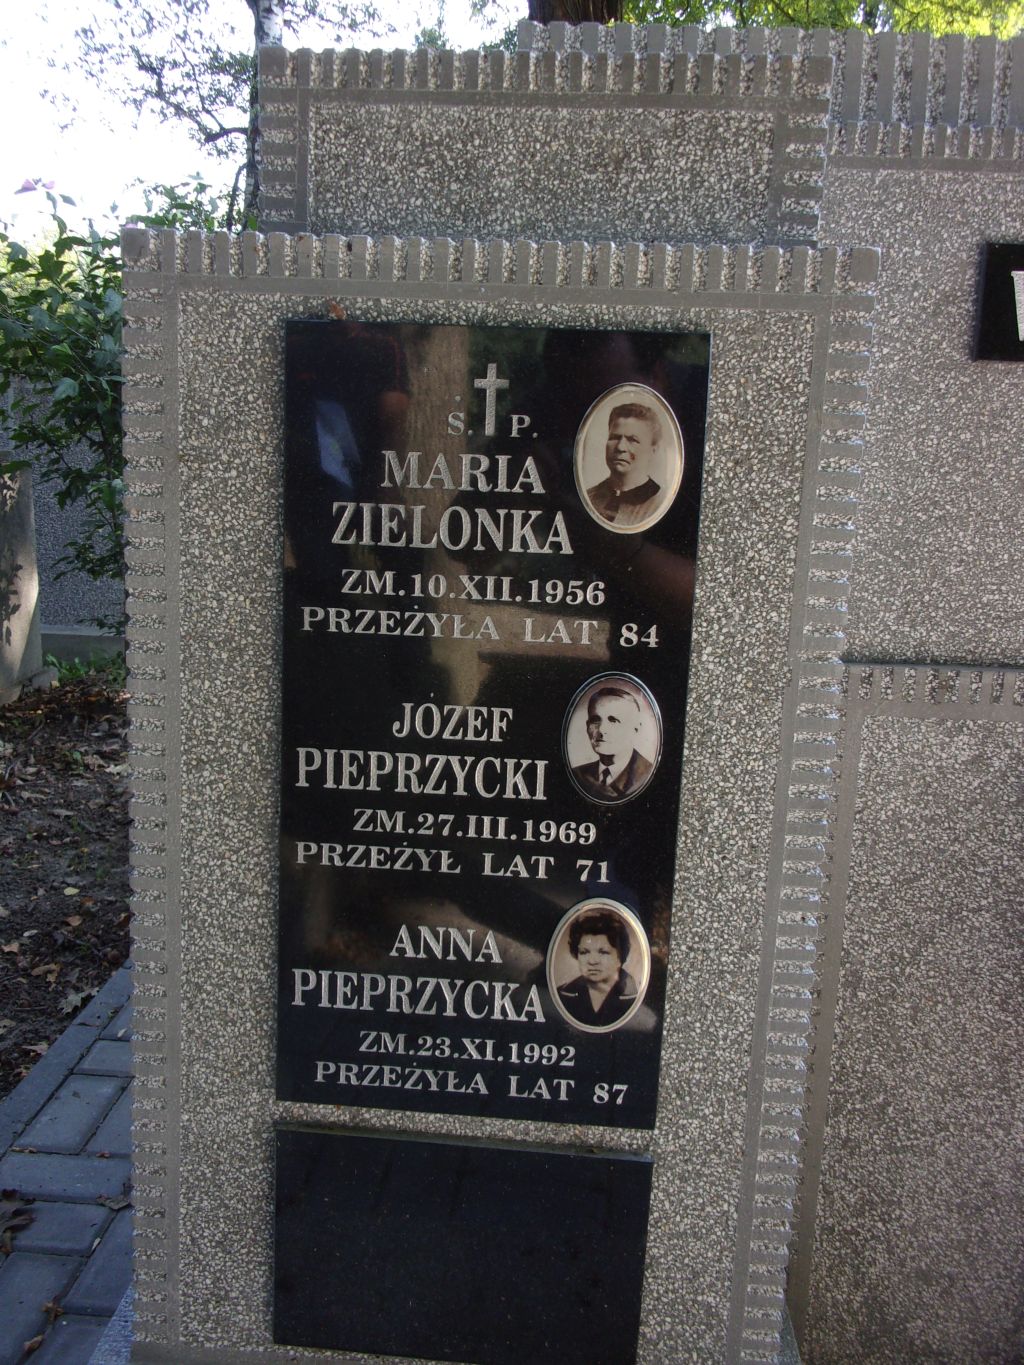 Ś. P.
MARIA
ZIELONKA
ZM.10.XII.1956
PRZEŻYŁA LAT 84
JÓZEF
PIEPRZYCKI
ZM.27.III.1969
PRZEŻYŁ LAT 71
ANNA
PIEPRZYCKA
ZM.23.XI.1992
PRZEŻYŁA LAT 87